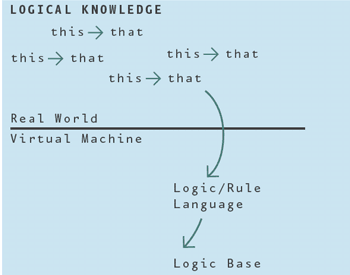 LOGICAL KNOWLEDGE
this → that
this → that
this → that
this → that
Real World
Virtual Machine
Logic/Rule
Language
Logic Base